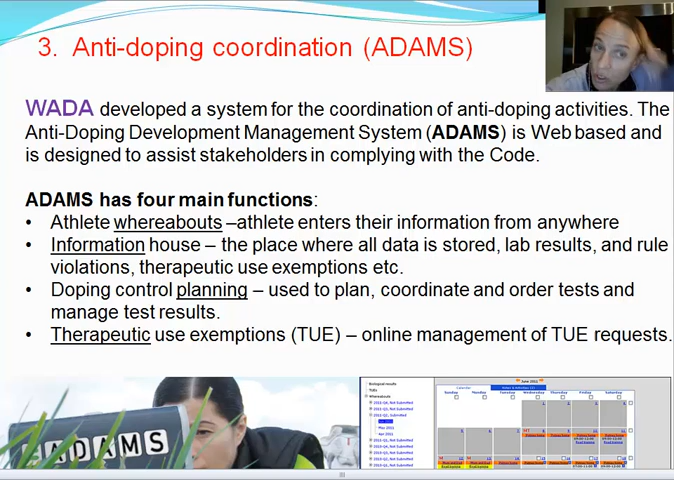 3. Anti-doping coordination (ADAMS)
WADA developed a system for the coordination of anti-doping activities. The
Anti-Doping Development Management System (ADAMS) is Web based and
is designed to assist stakeholders in complying with the Code.
ADAMS has four main functions:
• Athlete whereabouts –athlete enters their information from anywhere
• Information house – the place where all data is stored, lab results, and rule
violations, therapeutic use exemptions etc.
• Doping control planning – used to plan, coordinate and order tests and
manage test results.
• Therapeutic use exemptions (TUE) – online management of TUE requests.
ADAMS
Biological results
TUEs
Whereabouts
June 2011
Sunday Monday Tuesday Wednesday Thursday Friday Saturday